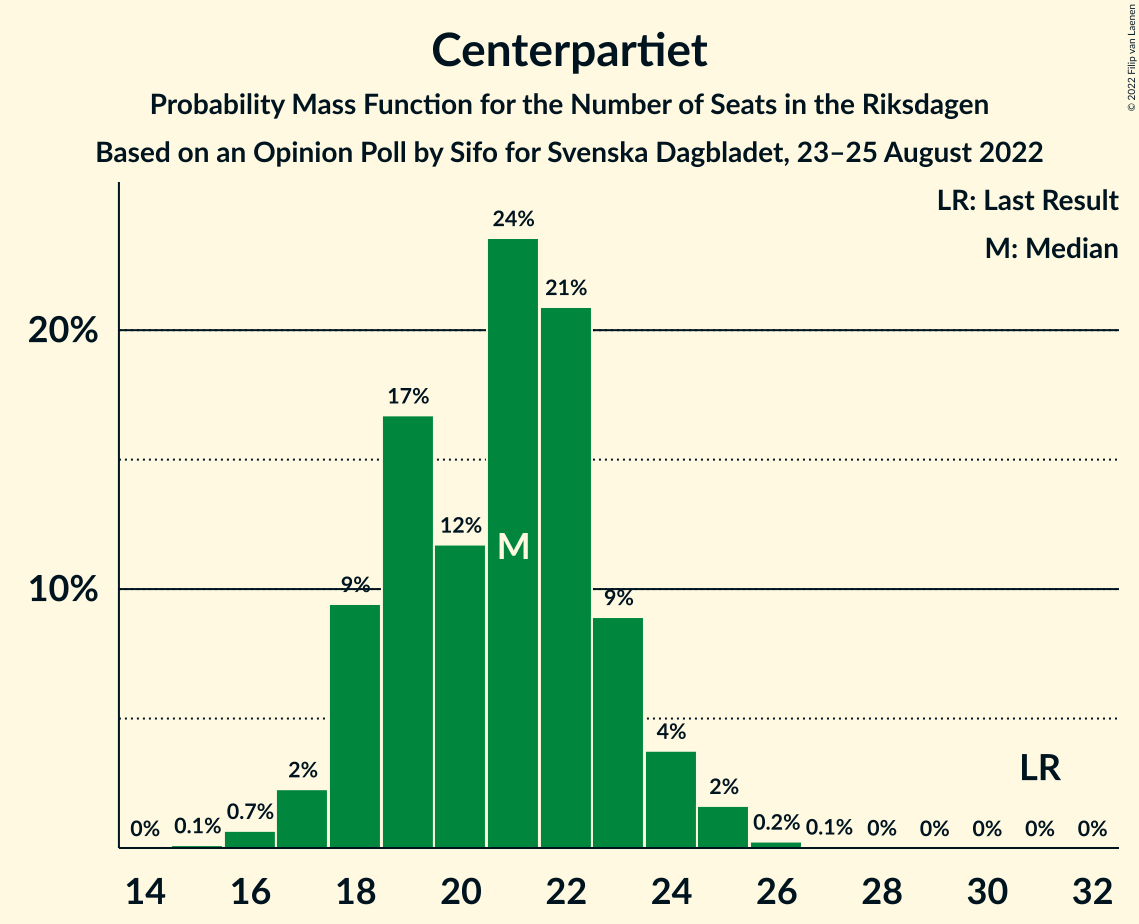 © 2022 Filip van Laenen
Centerpartiet
Probability Mass Function for the Number of Seats in the Riksdagen
Based on an Opinion Poll by Sifo for Svenska Dagbladet, 23–25 August 2022
LR: Last Result
M: Median
20%
10%
0%
0.1%
0.7%
2%
9%
17%
12%
24%
21%
9%
4%
2%
0.2%
0.1%
0%
0%
0%
0%
0%
M
LR
14 16 18 20 22 24 26 28 30 32